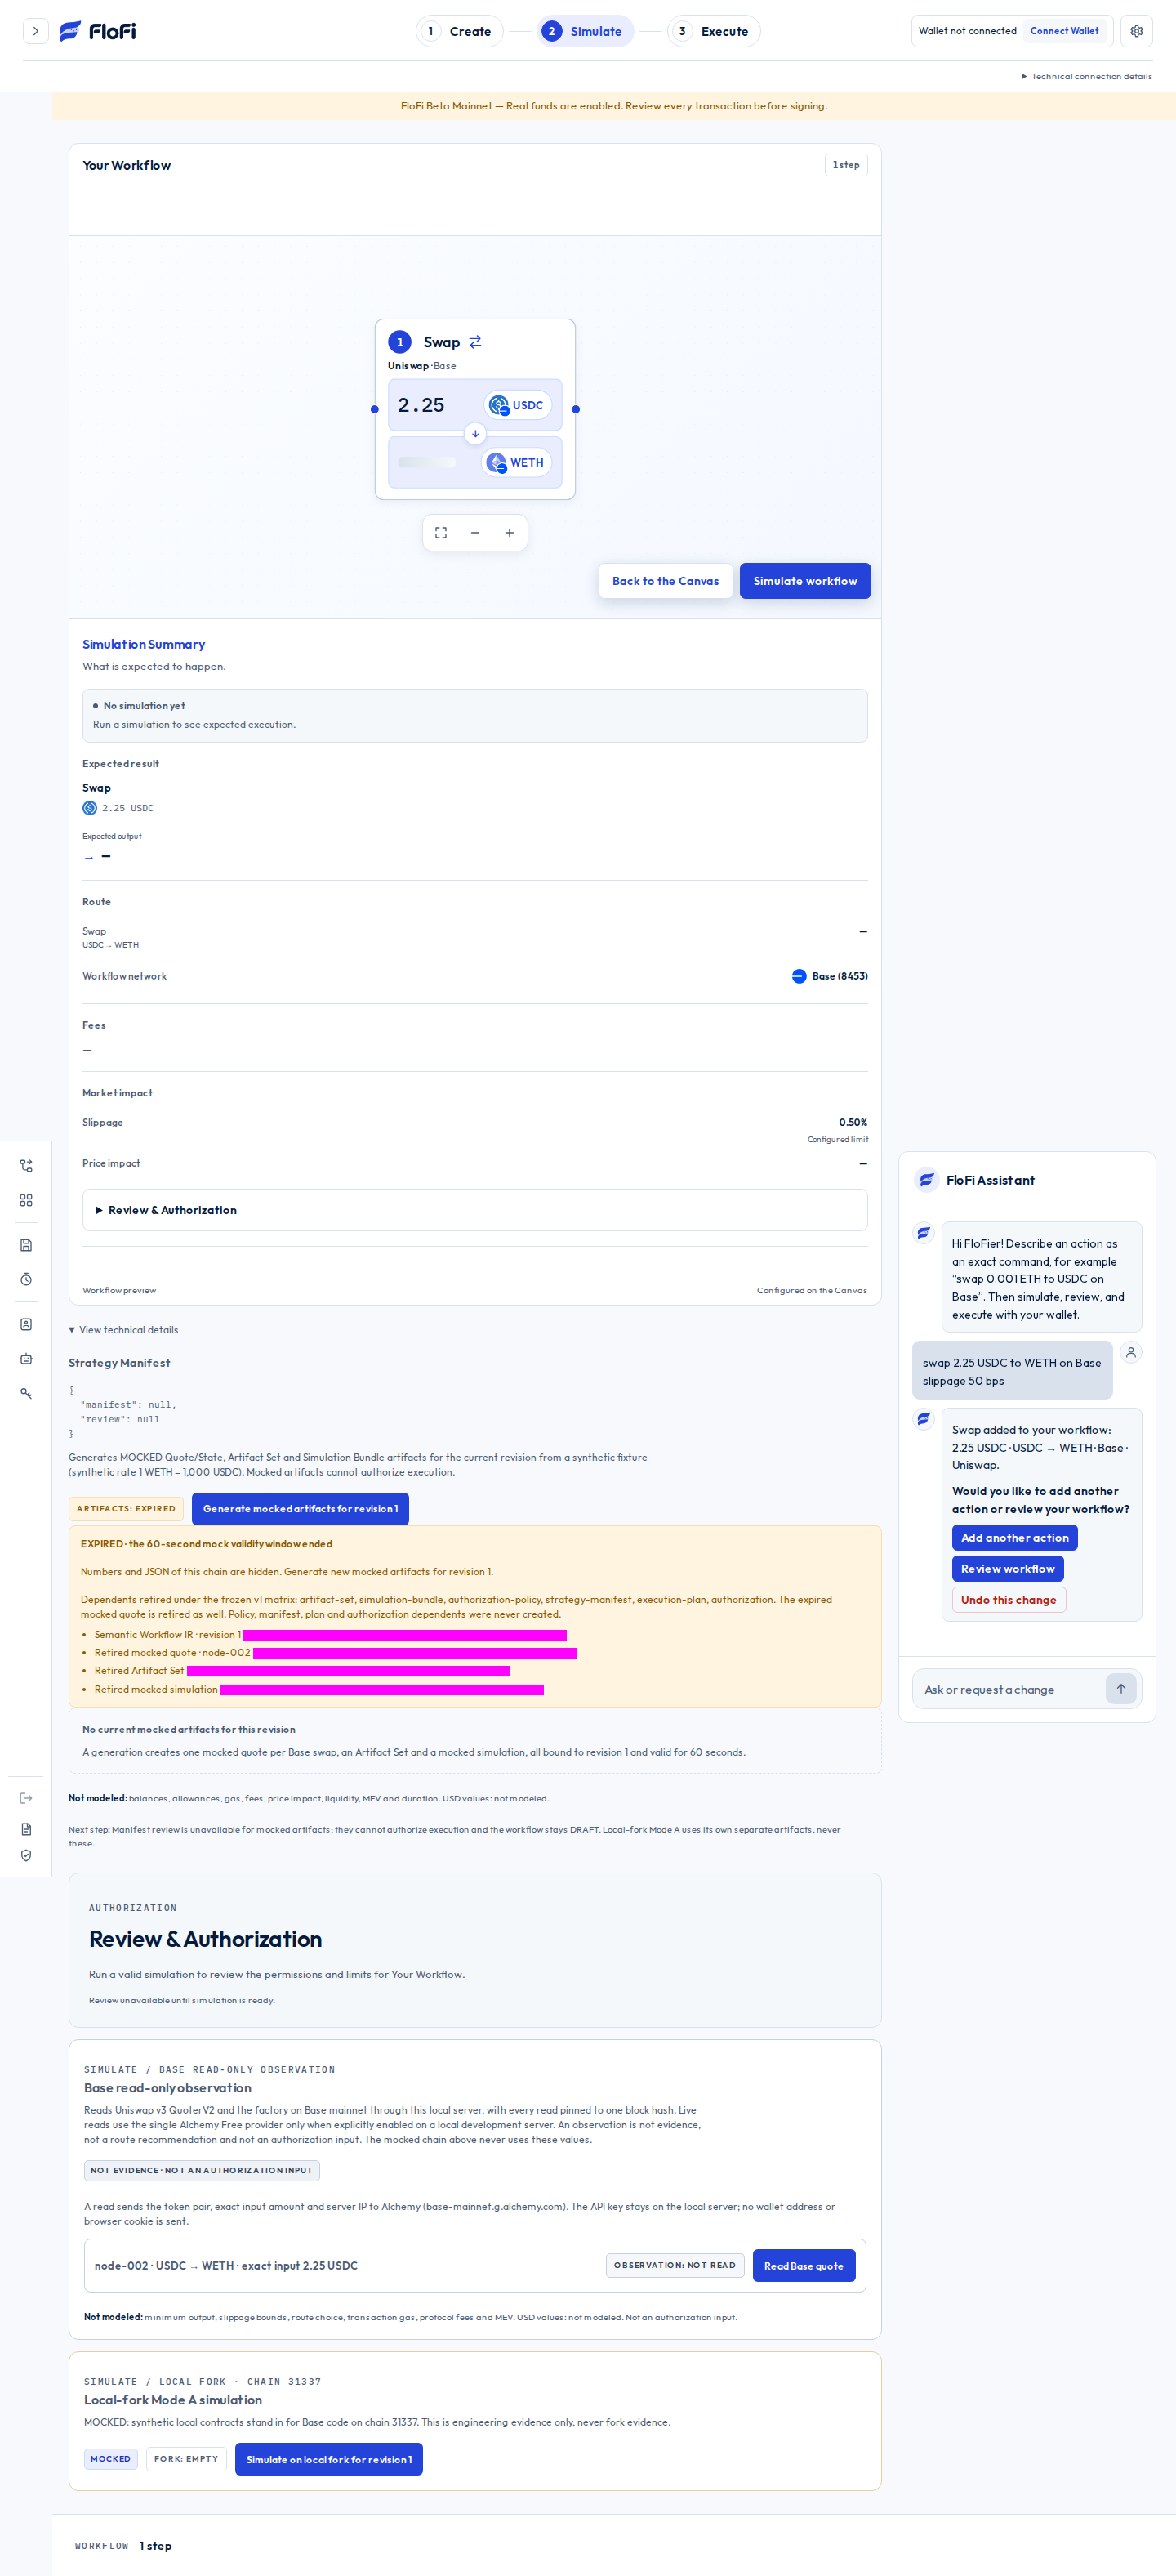 FloFi
1 Create
2 Simulate
3 Execute
Wallet not connected Connect Wallet
▶ Technical connection details
FloFi Beta Mainnet — Real funds are enabled. Review every transaction before signing.
Your Workflow
1 step
1 Swap
Uniswap · Base
2.25 USDC
WETH
Back to the Canvas
Simulate workflow
Simulation Summary
What is expected to happen.
No simulation yet
Run a simulation to see expected execution.
Expected result
Swap
2.25 USDC
Expected output
→ —
Route
Swap —
USDC → WETH
Workflow network Base (8453)
Fees
—
Market impact
Slippage 0.50%
Configured limit
Price impact —
▶ Review & Authorization
Workflow preview Configured on the Canvas
▼ View technical details
Strategy Manifest
{
"manifest": null,
"review": null
}
Generates MOCKED Quote/State, Artifact Set and Simulation Bundle artifacts for the current revision from a synthetic fixture
(synthetic rate 1 WETH = 1,000 USDC). Mocked artifacts cannot authorize execution.
ARTIFACTS: EXPIRED Generate mocked artifacts for revision 1
EXPIRED · the 60-second mock validity window ended
Numbers and JSON of this chain are hidden. Generate new mocked artifacts for revision 1.
Dependents retired under the frozen v1 matrix: artifact-set, simulation-bundle, authorization-policy, strategy-manifest, execution-plan, authorization. The expired
mocked quote is retired as well. Policy, manifest, plan and authorization dependents were never created.
• Semantic Workflow IR · revision 1
• Retired mocked quote · node-002
• Retired Artifact Set
• Retired mocked simulation
No current mocked artifacts for this revision
A generation creates one mocked quote per Base swap, an Artifact Set and a mocked simulation, all bound to revision 1 and valid for 60 seconds.
Not modeled: balances, allowances, gas, fees, price impact, liquidity, MEV and duration. USD values: not modeled.
Next step: Manifest review is unavailable for mocked artifacts; they cannot authorize execution and the workflow stays DRAFT. Local-fork Mode A uses its own separate artifacts, never
these.
AUTHORIZATION
Review & Authorization
Run a valid simulation to review the permissions and limits for Your Workflow.
Review unavailable until simulation is ready.
SIMULATE / BASE READ-ONLY OBSERVATION
Base read-only observation
Reads Uniswap v3 QuoterV2 and the factory on Base mainnet through this local server, with every read pinned to one block hash. Live
reads use the single Alchemy Free provider only when explicitly enabled on a local development server. An observation is not evidence,
not a route recommendation and not an authorization input. The mocked chain above never uses these values.
NOT EVIDENCE · NOT AN AUTHORIZATION INPUT
A read sends the token pair, exact input amount and server IP to Alchemy (base-mainnet.g.alchemy.com). The API key stays on the local server; no wallet address or
browser cookie is sent.
node-002 · USDC → WETH · exact input 2.25 USDC OBSERVATION: NOT READ Read Base quote
Not modeled: minimum output, slippage bounds, route choice, transaction gas, protocol fees and MEV. USD values: not modeled. Not an authorization input.
SIMULATE / LOCAL FORK · CHAIN 31337
Local-fork Mode A simulation
MOCKED: synthetic local contracts stand in for Base code on chain 31337. This is engineering evidence only, never fork evidence.
MOCKED FORK: EMPTY Simulate on local fork for revision 1
WORKFLOW 1 step
FloFi Assistant
Hi FloFier! Describe an action as
an exact command, for example
“swap 0.001 ETH to USDC on
Base”. Then simulate, review, and
execute with your wallet.
swap 2.25 USDC to WETH on Base
slippage 50 bps
Swap added to your workflow:
2.25 USDC · USDC → WETH · Base ·
Uniswap.
Would you like to add another
action or review your workflow?
Add another action
Review workflow
Undo this change
Ask or request a change